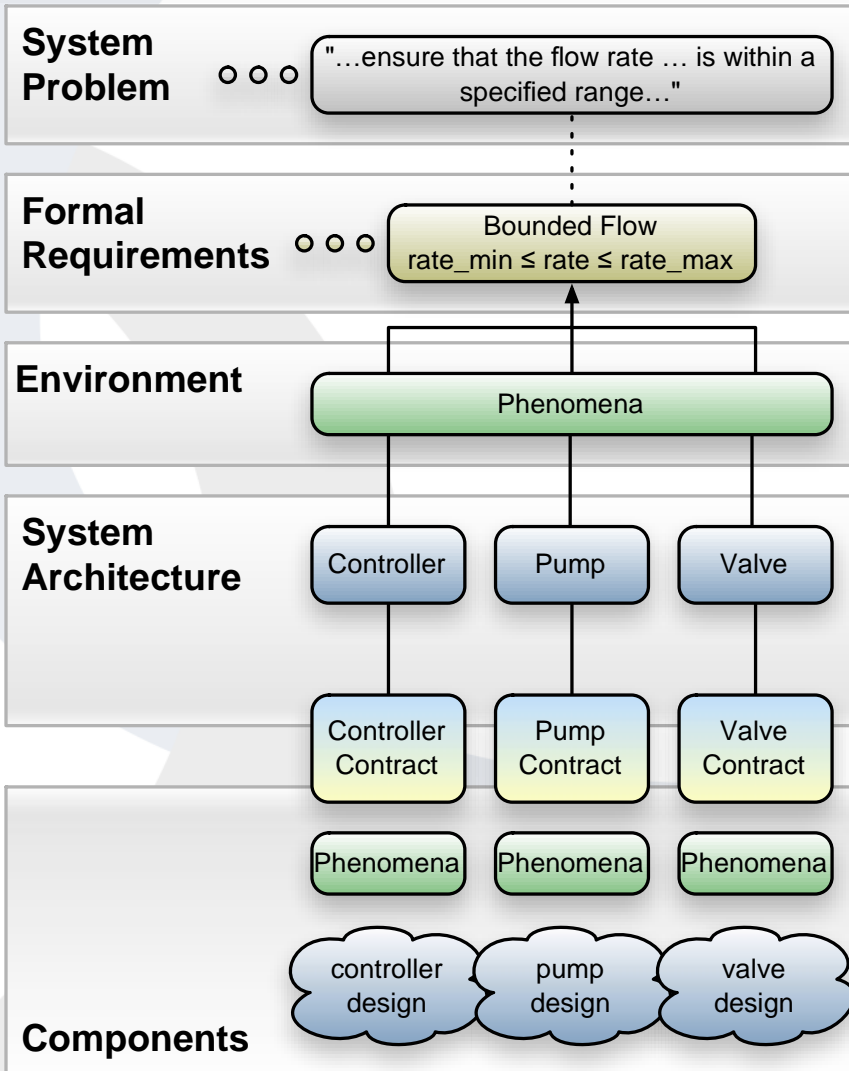 System
Problem
"…ensure that the flow rate … is within a
specified range…"
Formal
Requirements
Bounded Flow
rate_min ≤ rate ≤ rate_max
Environment
Phenomena
System
Architecture
Controller
Pump
Valve
Controller
Contract
Pump
Contract
Valve
Contract
Phenomena
Phenomena
Phenomena
controller
design
pump
design
valve
design
Components